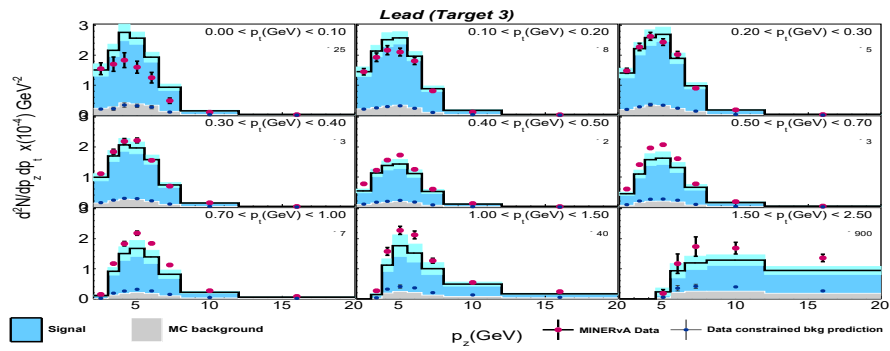 Lead (Target 3)
d²N/dp_z dp_t x(10⁻⁴) GeV⁻²
3
2
1
0.00 < p_t(GeV) < 0.10
- 25
0.10 < p_t(GeV) < 0.20
- 8
0.20 < p_t(GeV) < 0.30
- 5
3
2
1
0.30 < p_t(GeV) < 0.40
- 3
0.40 < p_t(GeV) < 0.50
- 2
0.50 < p_t(GeV) < 0.70
- 3
3
2
1
0
0.70 < p_t(GeV) < 1.00
- 7
1.00 < p_t(GeV) < 1.50
- 40
1.50 < p_t(GeV) < 2.50
- 900
5 10 15 20 5 10 15 20 5 10 15 20
Signal
MC background
p_z(GeV)
MINERvA Data
Data constrained bkg prediction